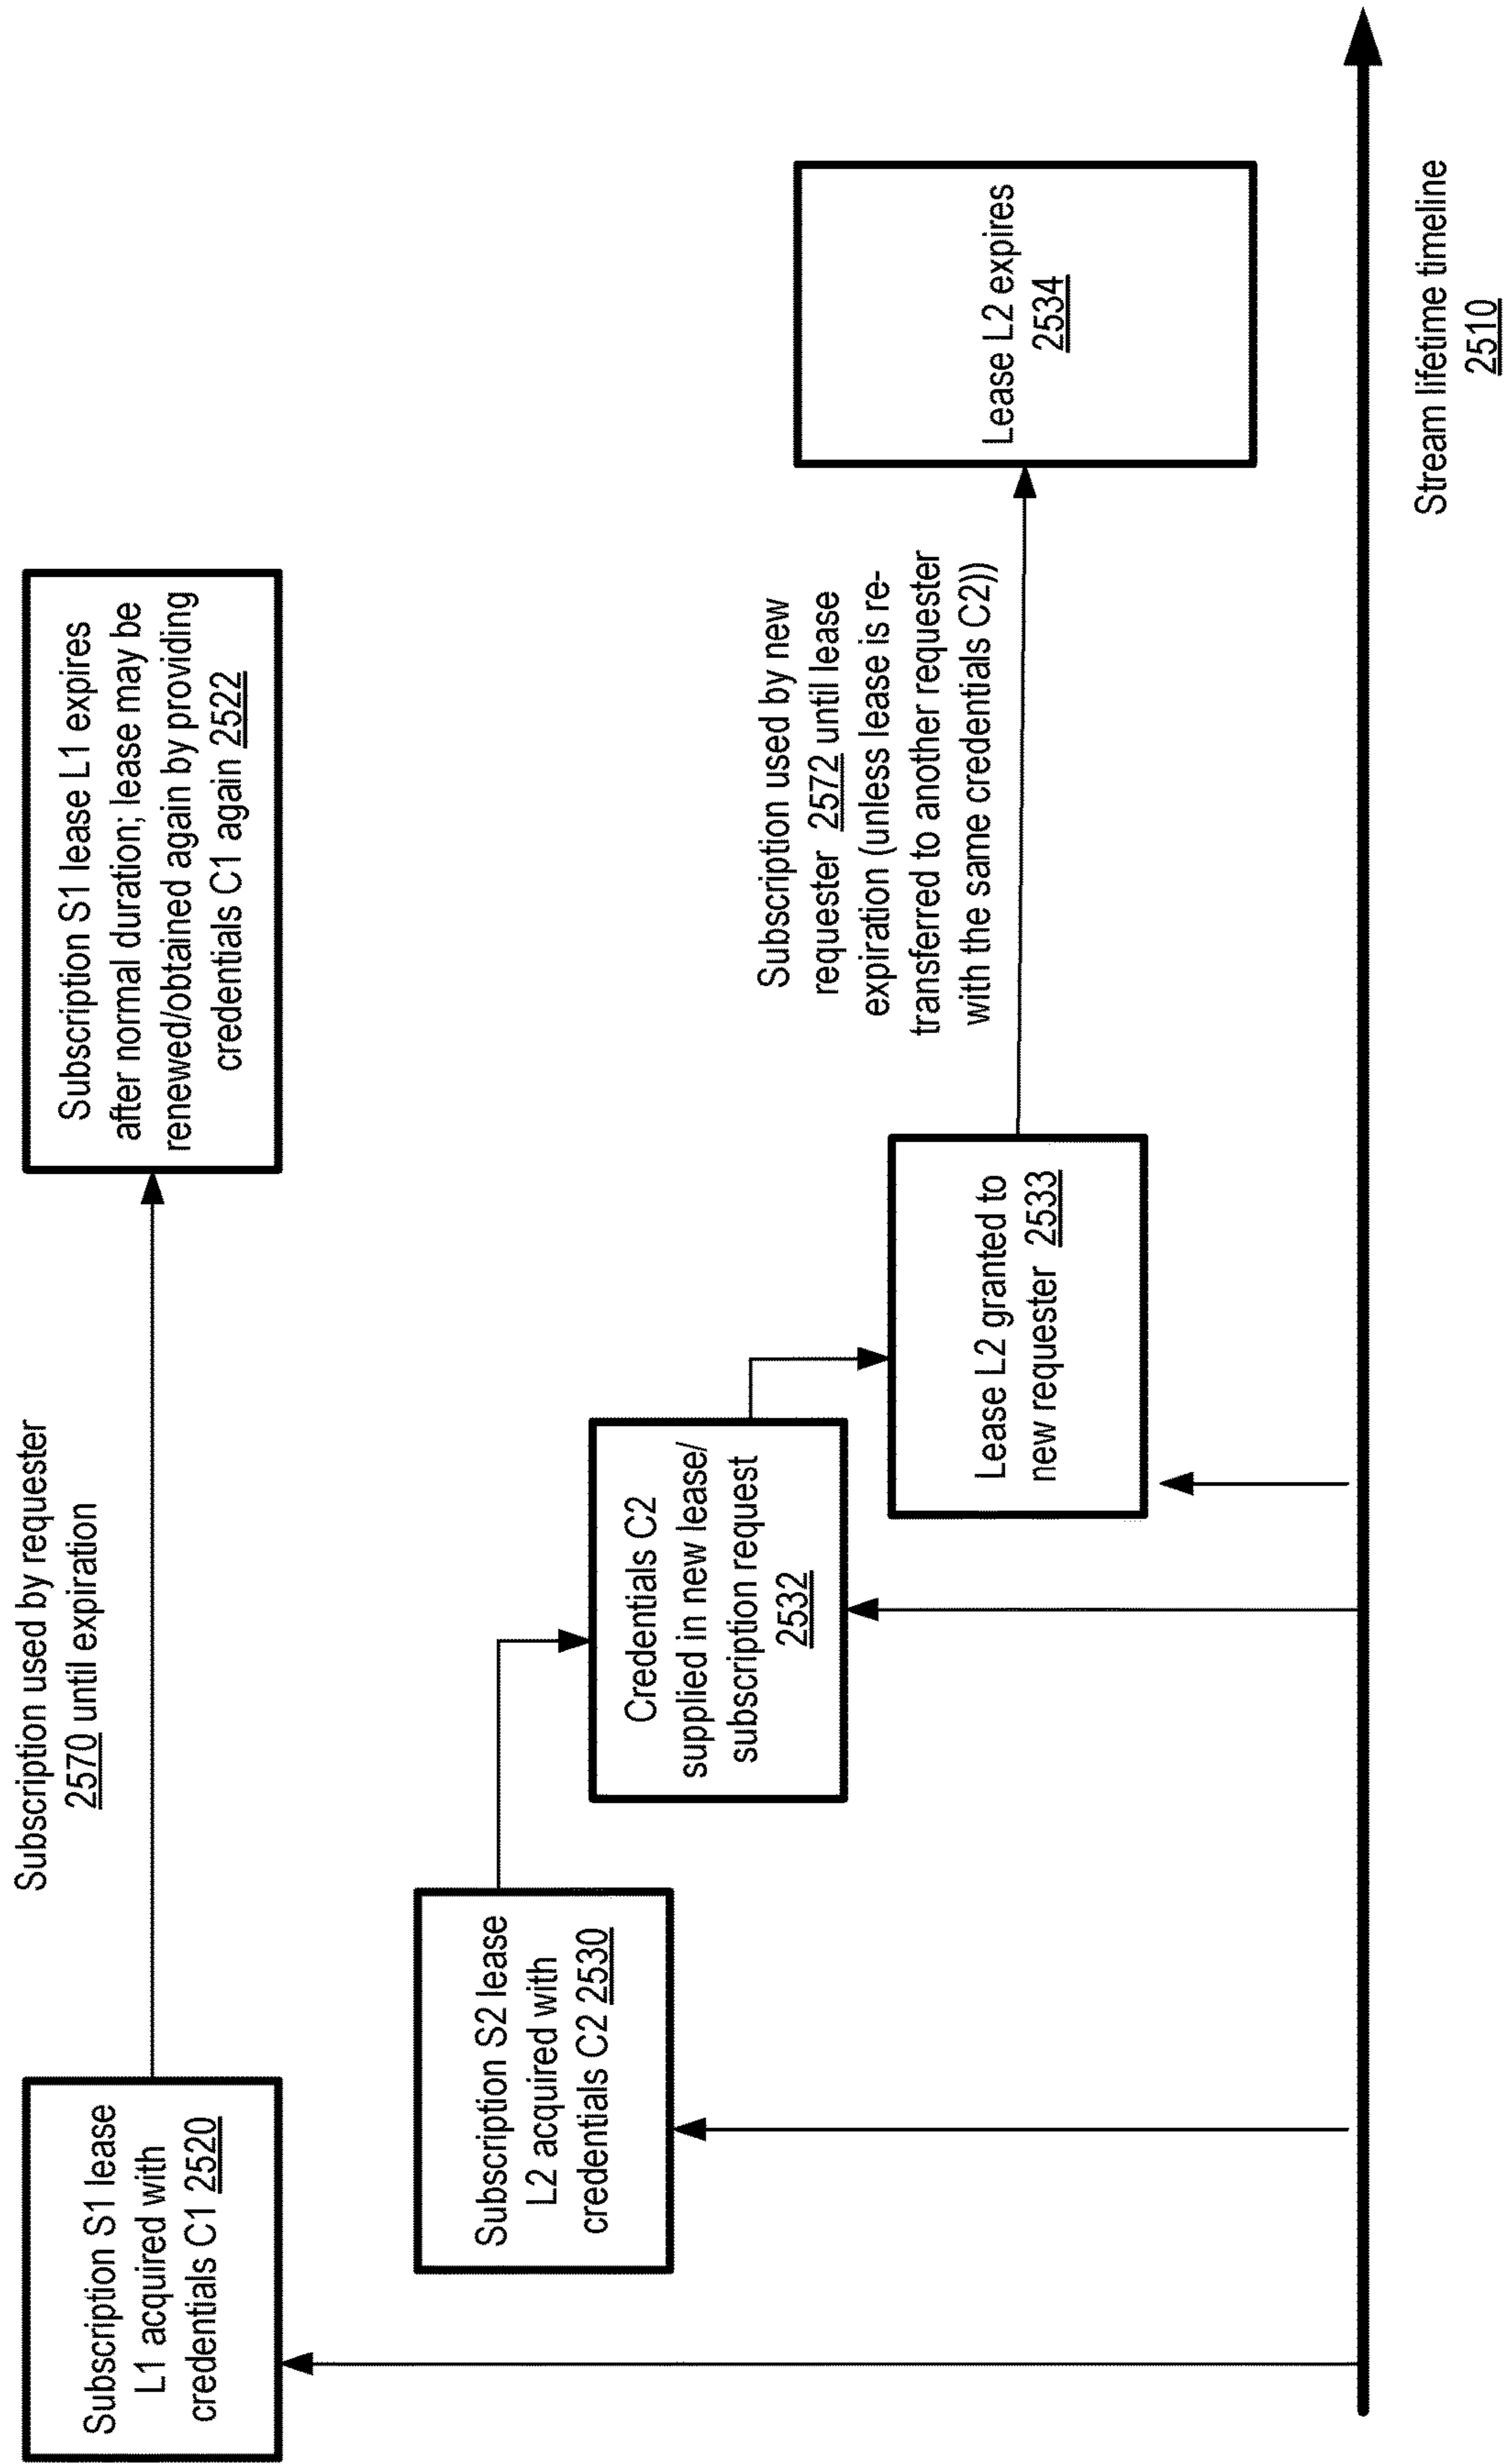 Subscription S1 lease
L1 acquired with
credentials C1 2520
Subscription used by requester
2570 until expiration
Subscription S1 lease L1 expires
after normal duration; lease may be
renewed/obtained again by providing
credentials C1 again 2522
Subscription S2 lease
L2 acquired with
credentials C2 2530
Credentials C2
supplied in new lease/
subscription request
2532
Lease L2 granted to
new requester 2533
Subscription used by new
requester 2572 until lease
expiration (unless lease is re-
transferred to another requester
with the same credentials C2))
Lease L2 expires
2534
Stream lifetime timeline
2510